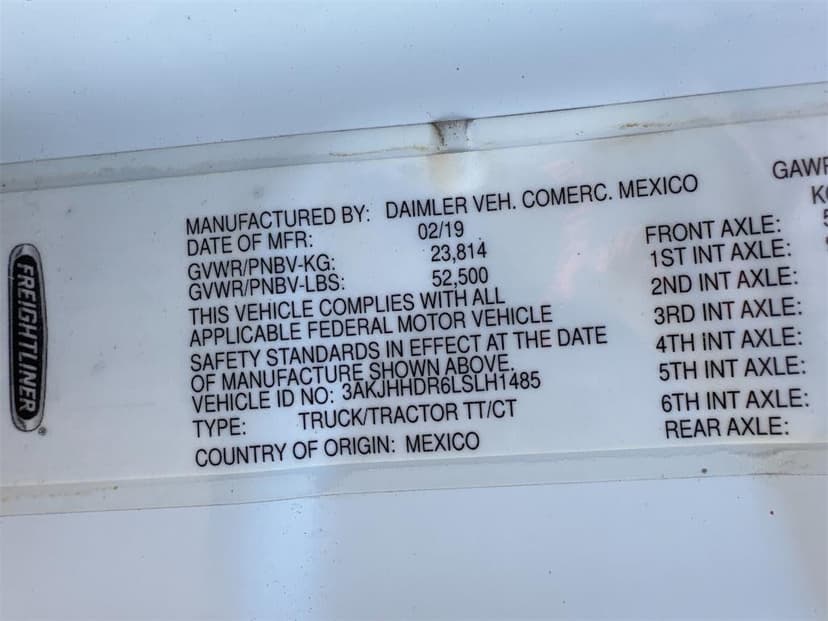 FREIGHTLINER
MANUFACTURED BY: DAIMLER VEH. COMERC. MEXICO
DATE OF MFR: 02/19
GVWR/PNBV-KG: 23,814
GVWR/PNBV-LBS: 52,500
THIS VEHICLE COMPLIES WITH ALL
APPLICABLE FEDERAL MOTOR VEHICLE
SAFETY STANDARDS IN EFFECT AT THE DATE
OF MANUFACTURE SHOWN ABOVE.
VEHICLE ID NO: 3AKJHHDR6LSLH1485
TYPE: TRUCK/TRACTOR TT/CT
COUNTRY OF ORIGIN: MEXICO
FRONT AXLE:
1ST INT AXLE:
2ND INT AXLE:
3RD INT AXLE:
4TH INT AXLE:
5TH INT AXLE:
6TH INT AXLE:
REAR AXLE: